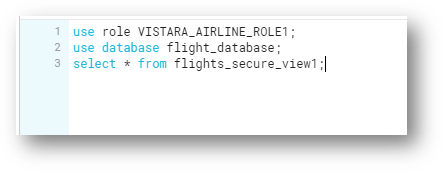 1 use role VISTARA_AIRLINE_ROLE1;
2 use database flight_database;
3 select * from flights_secure_view1;